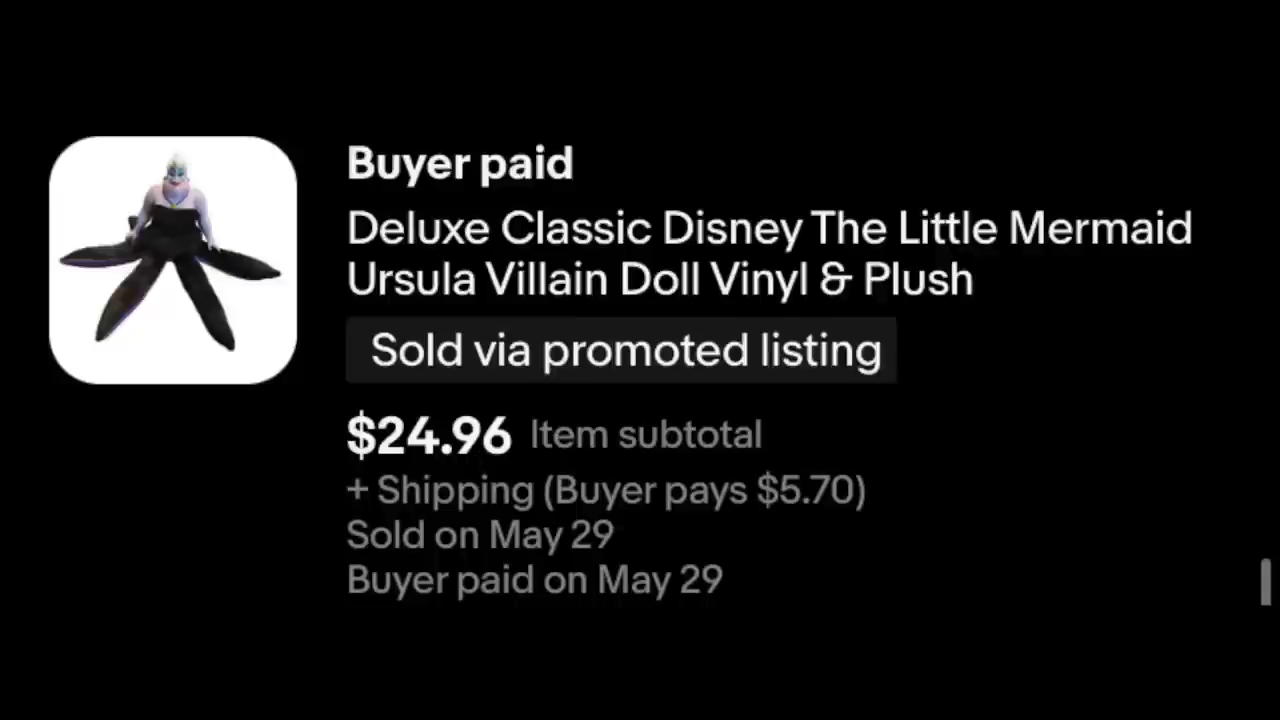 Buyer paid
Deluxe Classic Disney The Little Mermaid
Ursula Villain Doll Vinyl & Plush
Sold via promoted listing
$24.96 Item subtotal
+ Shipping (Buyer pays $5.70)
Sold on May 29
Buyer paid on May 29